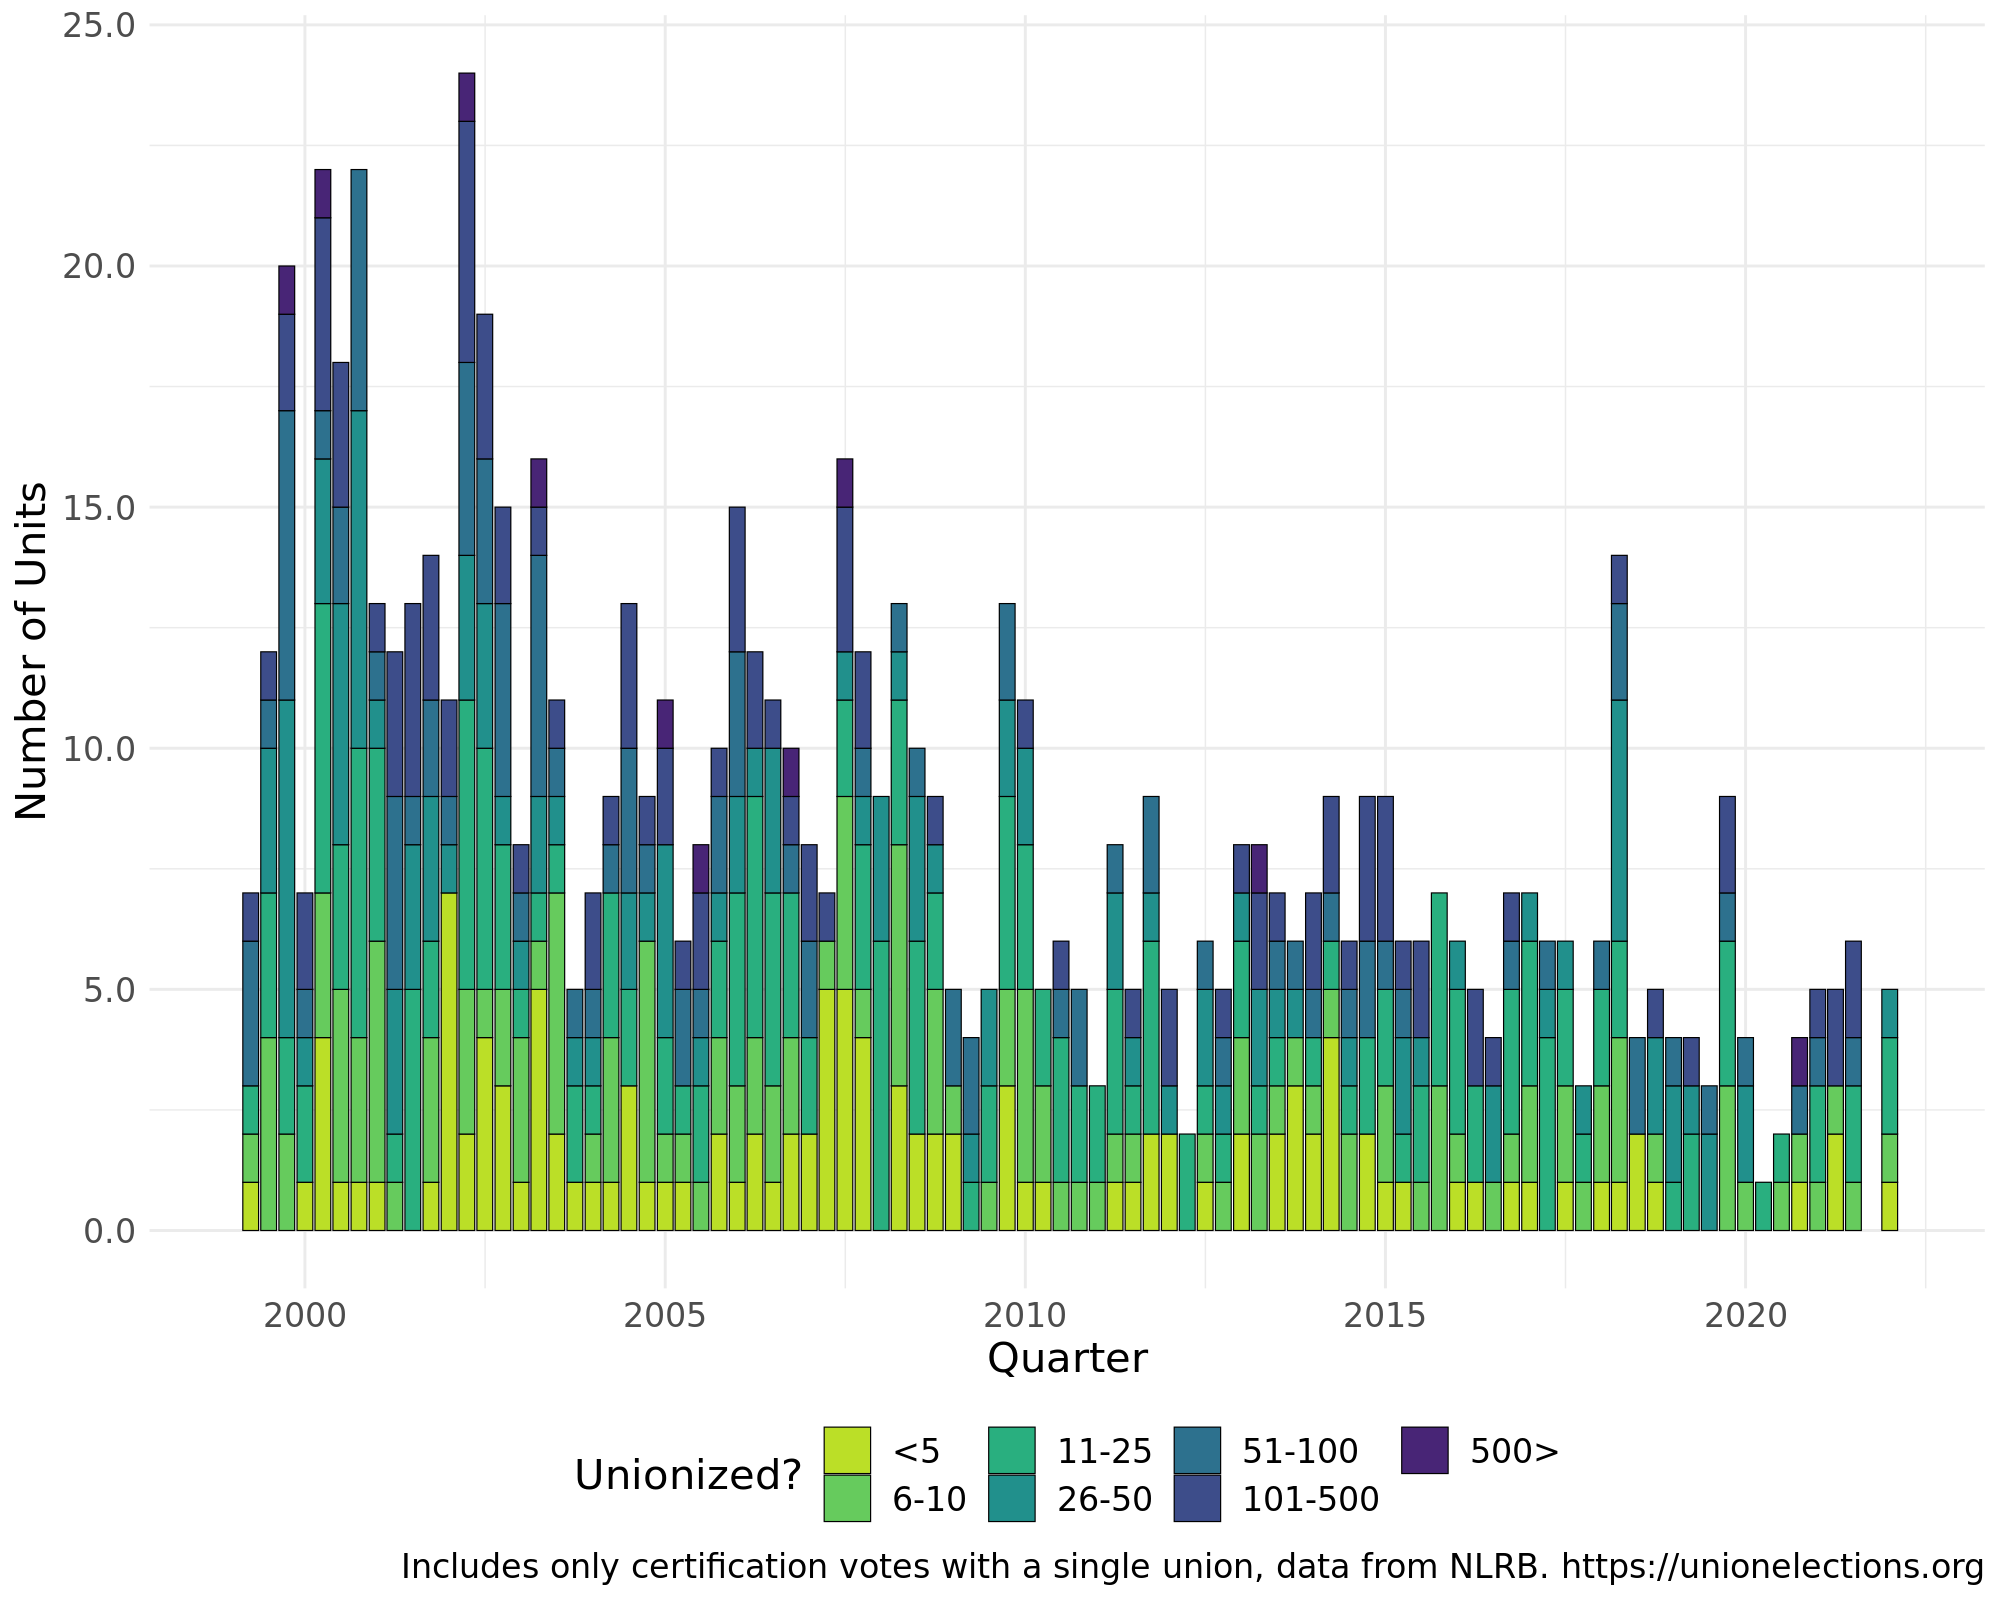 25.0
20.0
15.0
10.0
5.0
0.0
Number of Units
2000 2005 2010 2015 2020
Quarter
Unionized?
<5 11-25 51-100 500>
6-10 26-50 101-500
Includes only certification votes with a single union, data from NLRB. https://unionelections.org